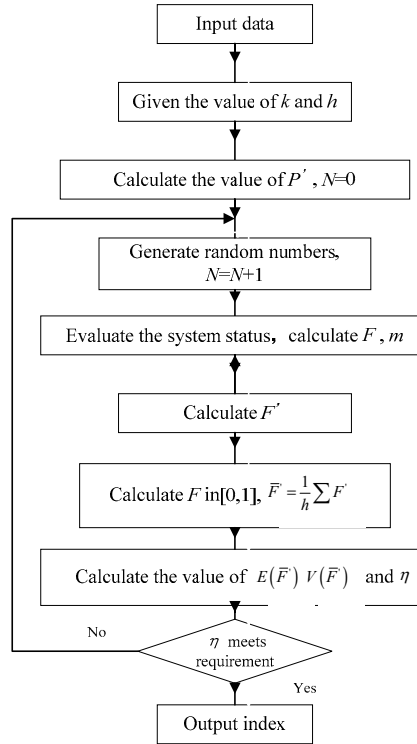 Input data
Given the value of k and h
Calculate the value of P′ , N=0
Generate random numbers,
N=N+1
Evaluate the system status, calculate F , m
Calculate F′
Calculate F in[0,1], F̅′ = 1/h ∑ F′
Calculate the value of E(F̅′) V(F̅′) and η
No
η meets
requirement
Yes
Output index